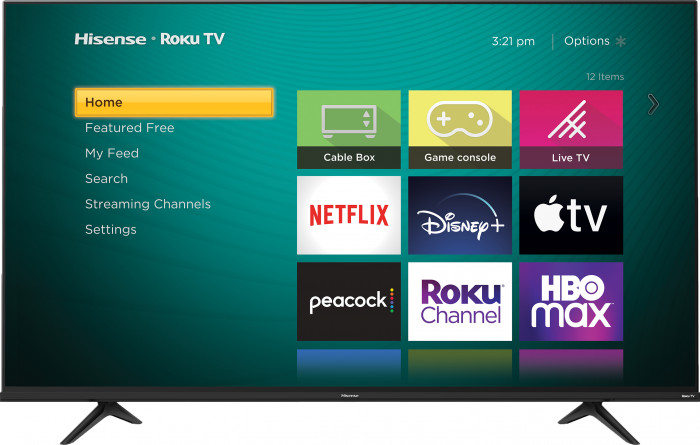 Hisense • Roku TV
3:21 pm
Options *
12 Items
Home
Featured Free
My Feed
Search
Streaming Channels
Settings
Cable Box
Game console
Live TV
NETFLIX
Disney+
tv
peacock
Roku
Channel
HBO
max
Hisense
Roku TV